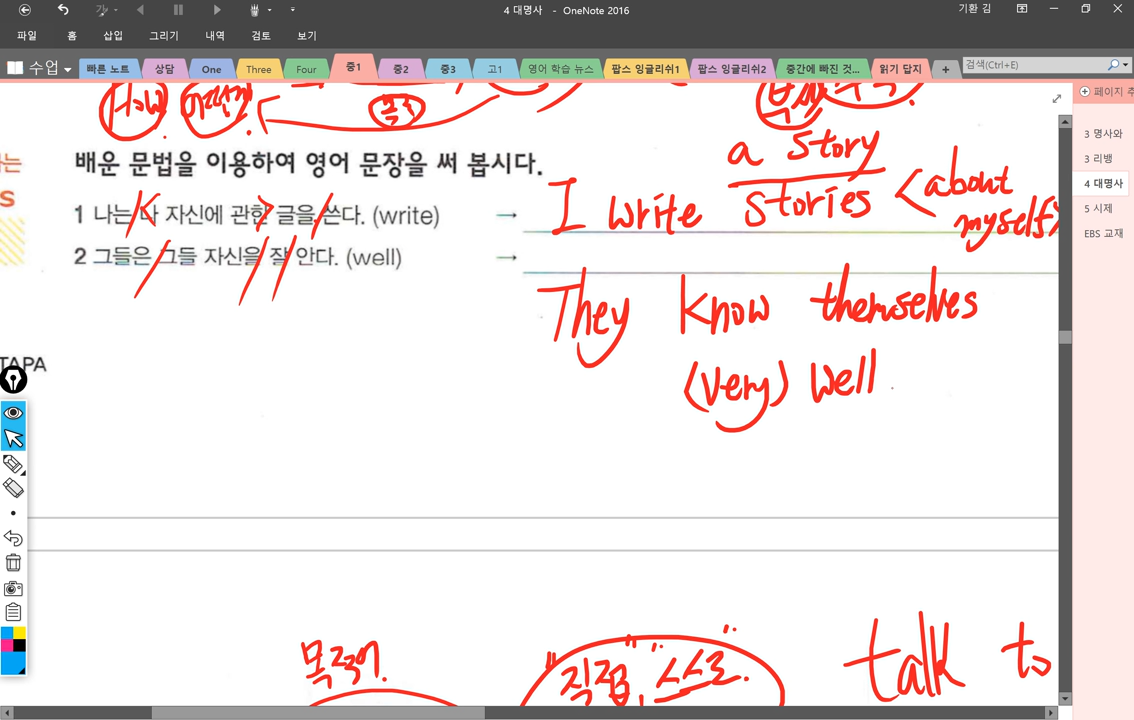 4 대명사 - OneNote 2016
기환 김
파일 홈 삽입 그리기 내역 검토 보기
수업 빠른 노트 상담 One Three Four 중1 중2 중3 고1 영어 학습 뉴스 팝스 잉글리쉬1 팝스 잉글리쉬2 중간에 빠진 것... 읽기 답지 +
검색(Ctrl+E)
페이지 추
3 명사와
3 리뱅
4 대명사
5 시제
EBS 교재
How
목적
는
S
배운 문법을 이용하여 영어 문장을 써 봅시다.
a story
1 나는 나 자신에 관한 글을 쓴다. (write) →
I write stories <about
myself>
2 그들은 그들 자신을 잘 안다. (well) →
They know themselves
(very) well
TAPA
목적어.
"직접, 스스로."
talk to